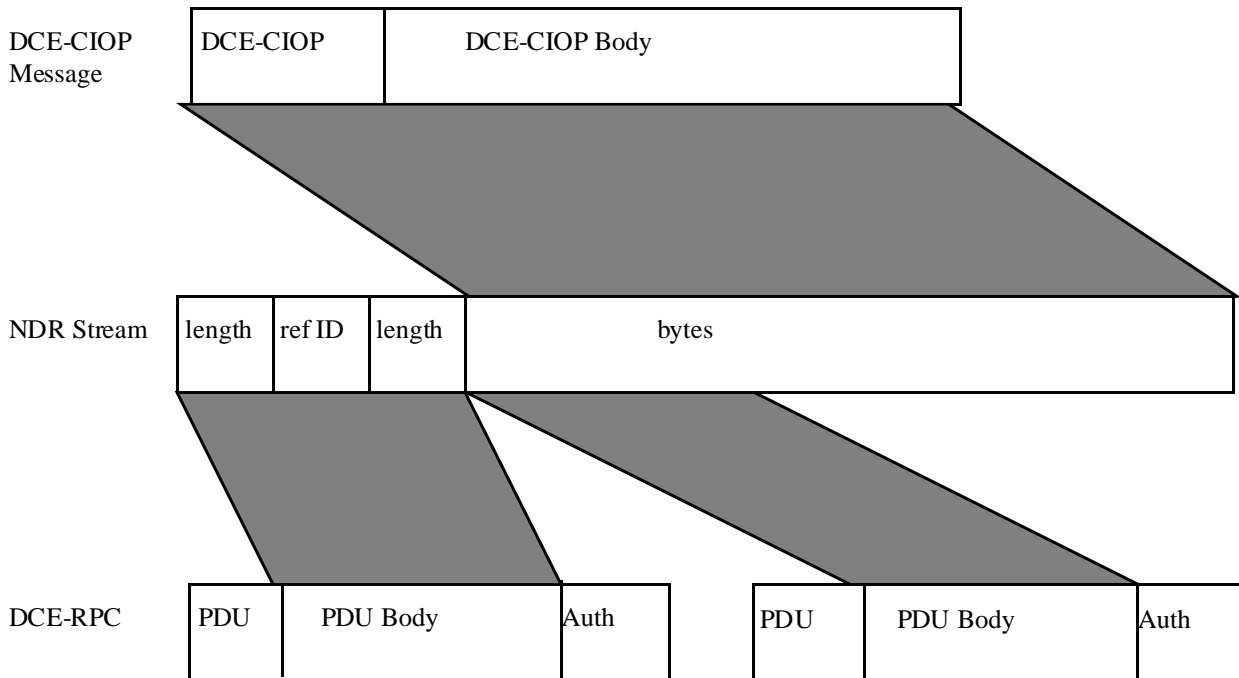 DCE-CIOP
Message
DCE-CIOP
DCE-CIOP Body
NDR Stream
length
ref ID
length
bytes
DCE-RPC
PDU
PDU Body
Auth
PDU
PDU Body
Auth